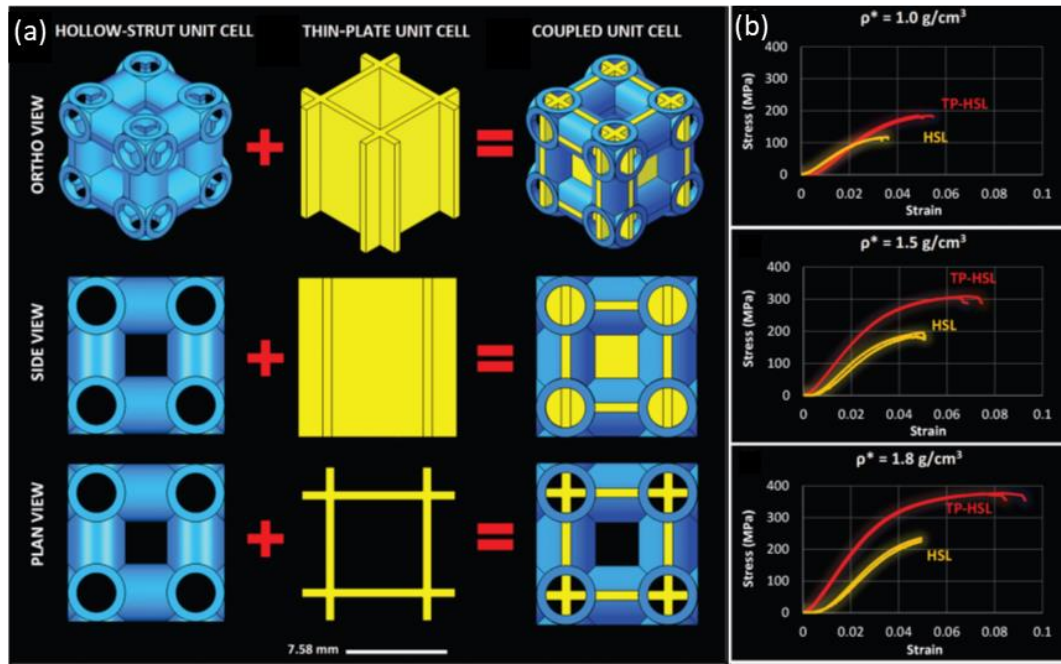 (a)
HOLLOW-STRUT UNIT CELL
THIN-PLATE UNIT CELL
COUPLED UNIT CELL
ORTHO VIEW
SIDE VIEW
PLAN VIEW
7.58 mm
(b)
ρ* = 1.0 g/cm³
Stress (MPa)
400
300
200
100
0
TP-HSL
HSL
0 0.02 0.04 0.06 0.08 0.1
Strain
ρ* = 1.5 g/cm³
Stress (MPa)
400
300
200
100
0
TP-HSL
HSL
0 0.02 0.04 0.06 0.08 0.1
Strain
ρ* = 1.8 g/cm³
Stress (MPa)
400
300
200
100
0
TP-HSL
HSL
0 0.02 0.04 0.06 0.08 0.1
Strain